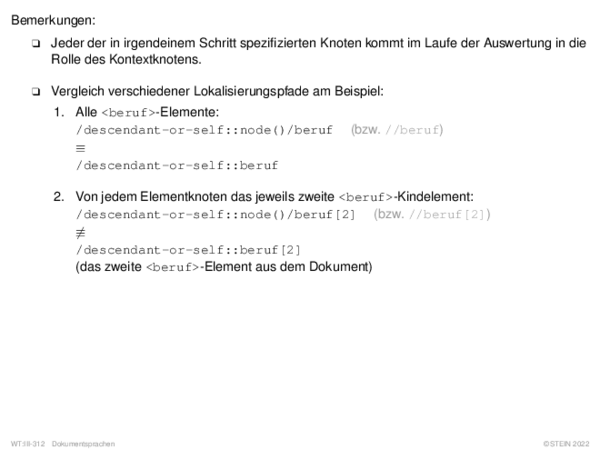 Bemerkungen:
❑ Jeder der in irgendeinem Schritt spezifizierten Knoten kommt im Laufe der Auswertung in die
Rolle des Kontextknotens.
❑ Vergleich verschiedener Lokalisierungspfade am Beispiel:
1. Alle <beruf>-Elemente:
/descendant-or-self::node()/beruf (bzw. //beruf)
≡
/descendant-or-self::beruf
2. Von jedem Elementknoten das jeweils zweite <beruf>-Kindelement:
/descendant-or-self::node()/beruf[2] (bzw. //beruf[2])
≢
/descendant-or-self::beruf[2]
(das zweite <beruf>-Element aus dem Dokument)
WT:III-312 Dokumentsprachen ©STEIN 2022